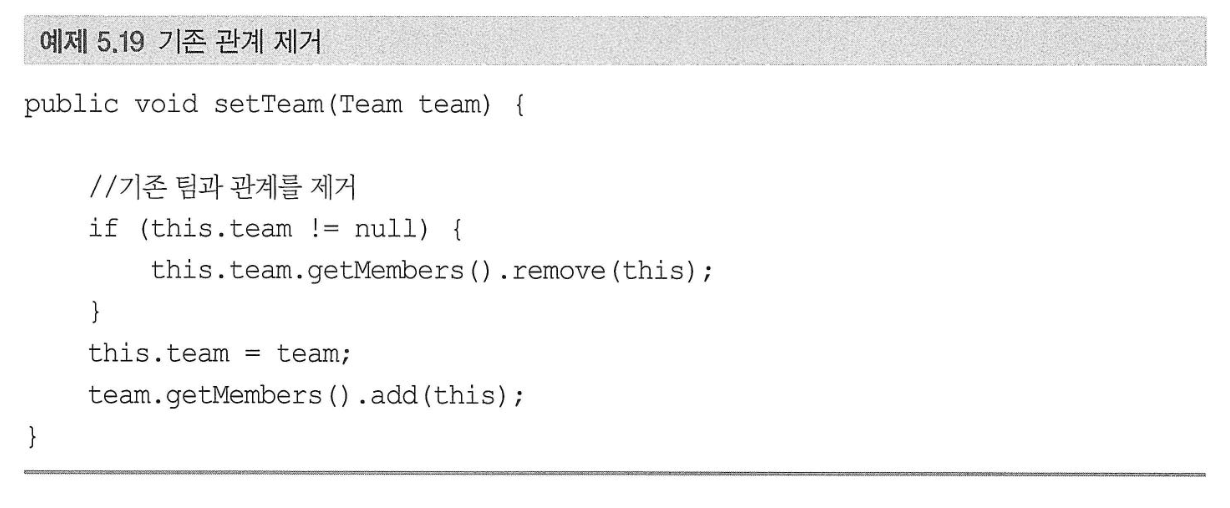 예제 5.19 기존 관계 제거
public void setTeam(Team team) {
//기존 팀과 관계를 제거
if (this.team != null) {
this.team.getMembers().remove(this);
}
this.team = team;
team.getMembers().add(this);
}